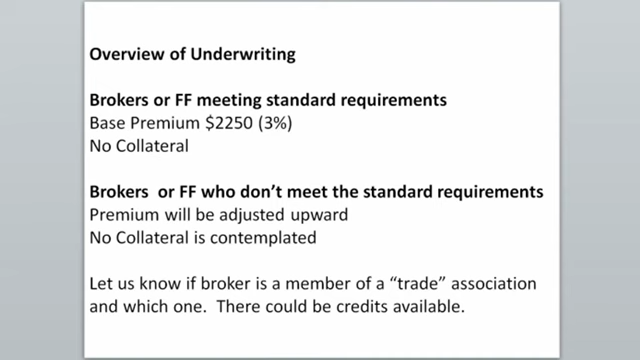 Overview of Underwriting
Brokers or FF meeting standard requirements
Base Premium $2250 (3%)
No Collateral
Brokers  or FF who don’t meet the standard requirements
Premium will be adjusted upward
No Collateral is contemplated
Let us know if broker is a member of a “trade” association
and which one.  There could be credits available.